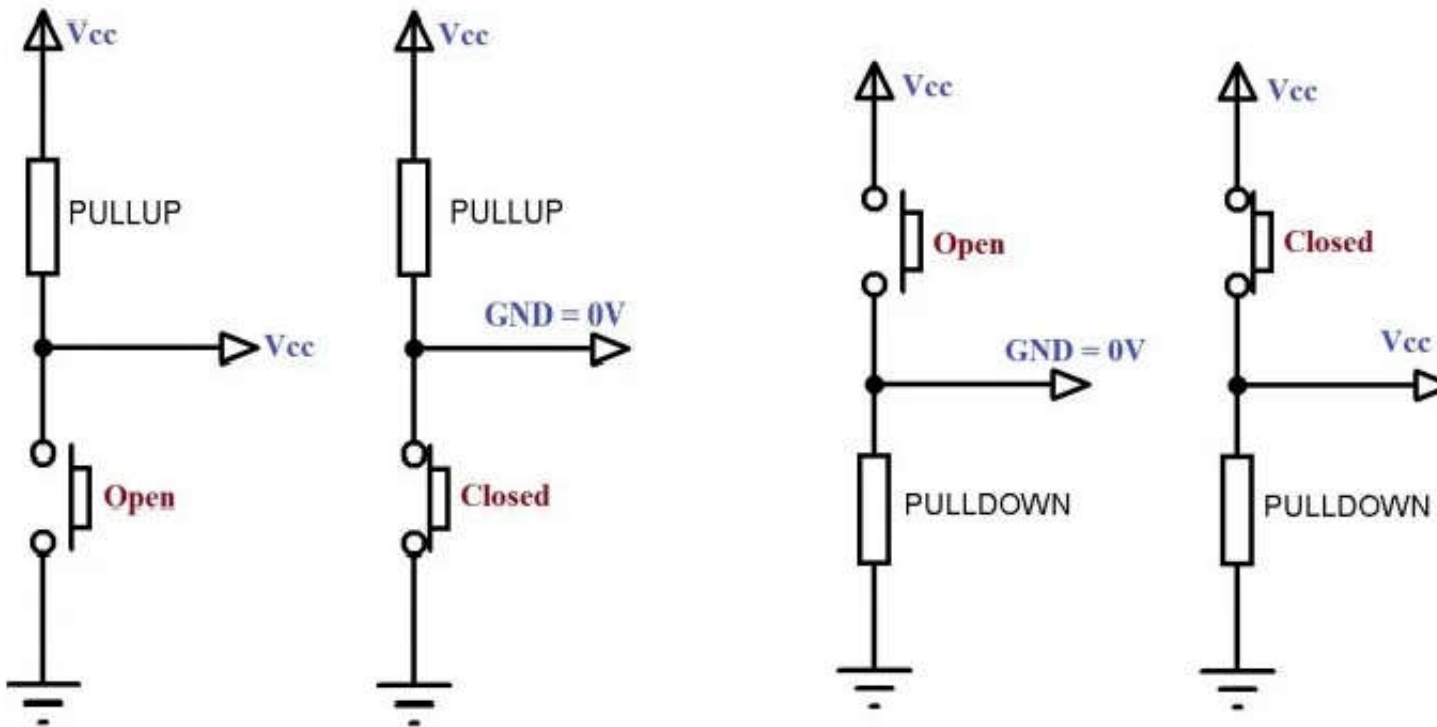 Vcc
PULLUP
Vcc
Open
Vcc
PULLUP
GND = 0V
Closed
Vcc
Open
GND = 0V
PULLDOWN
Vcc
Closed
Vcc
PULLDOWN